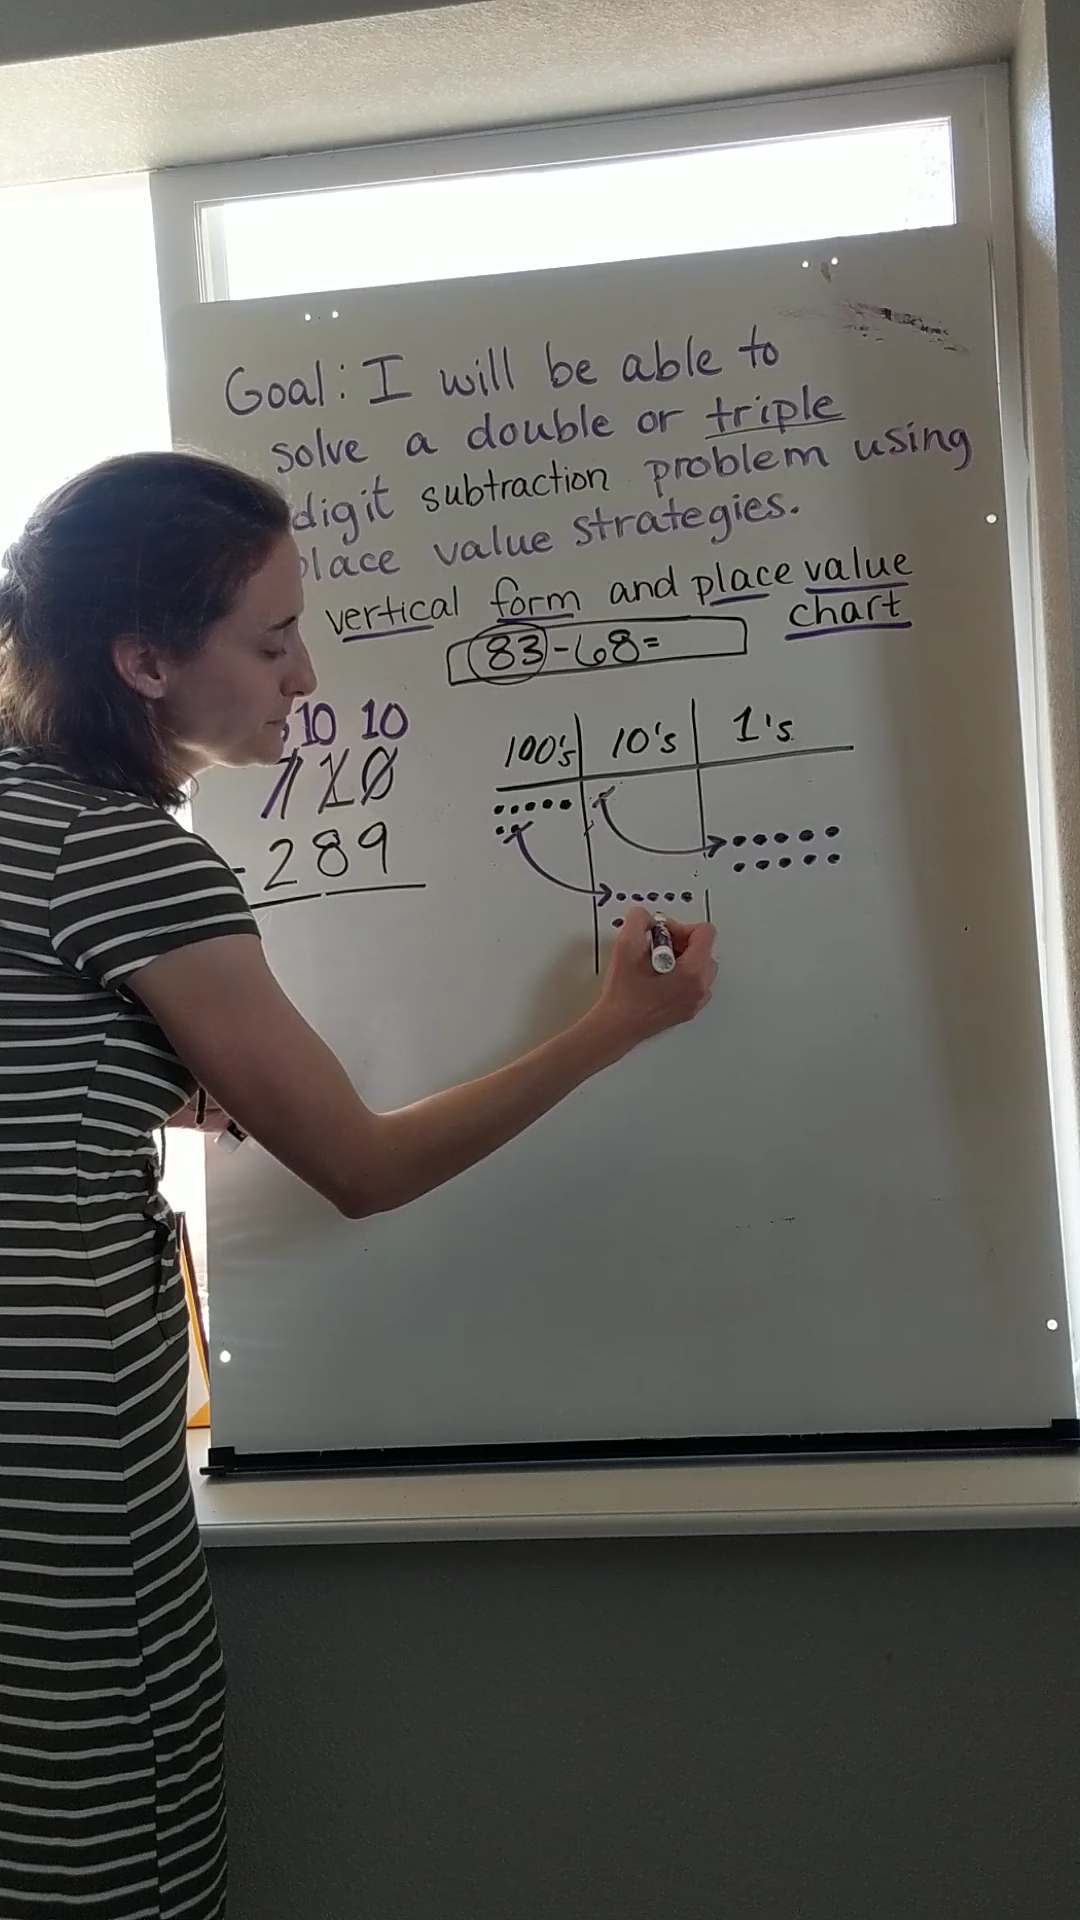 Goal: I will be able to
solve a double or triple
digit subtraction problem using
place value strategies.
vertical form and place value
chart
83-68=
10 10
710
- 289
100's 10's 1's